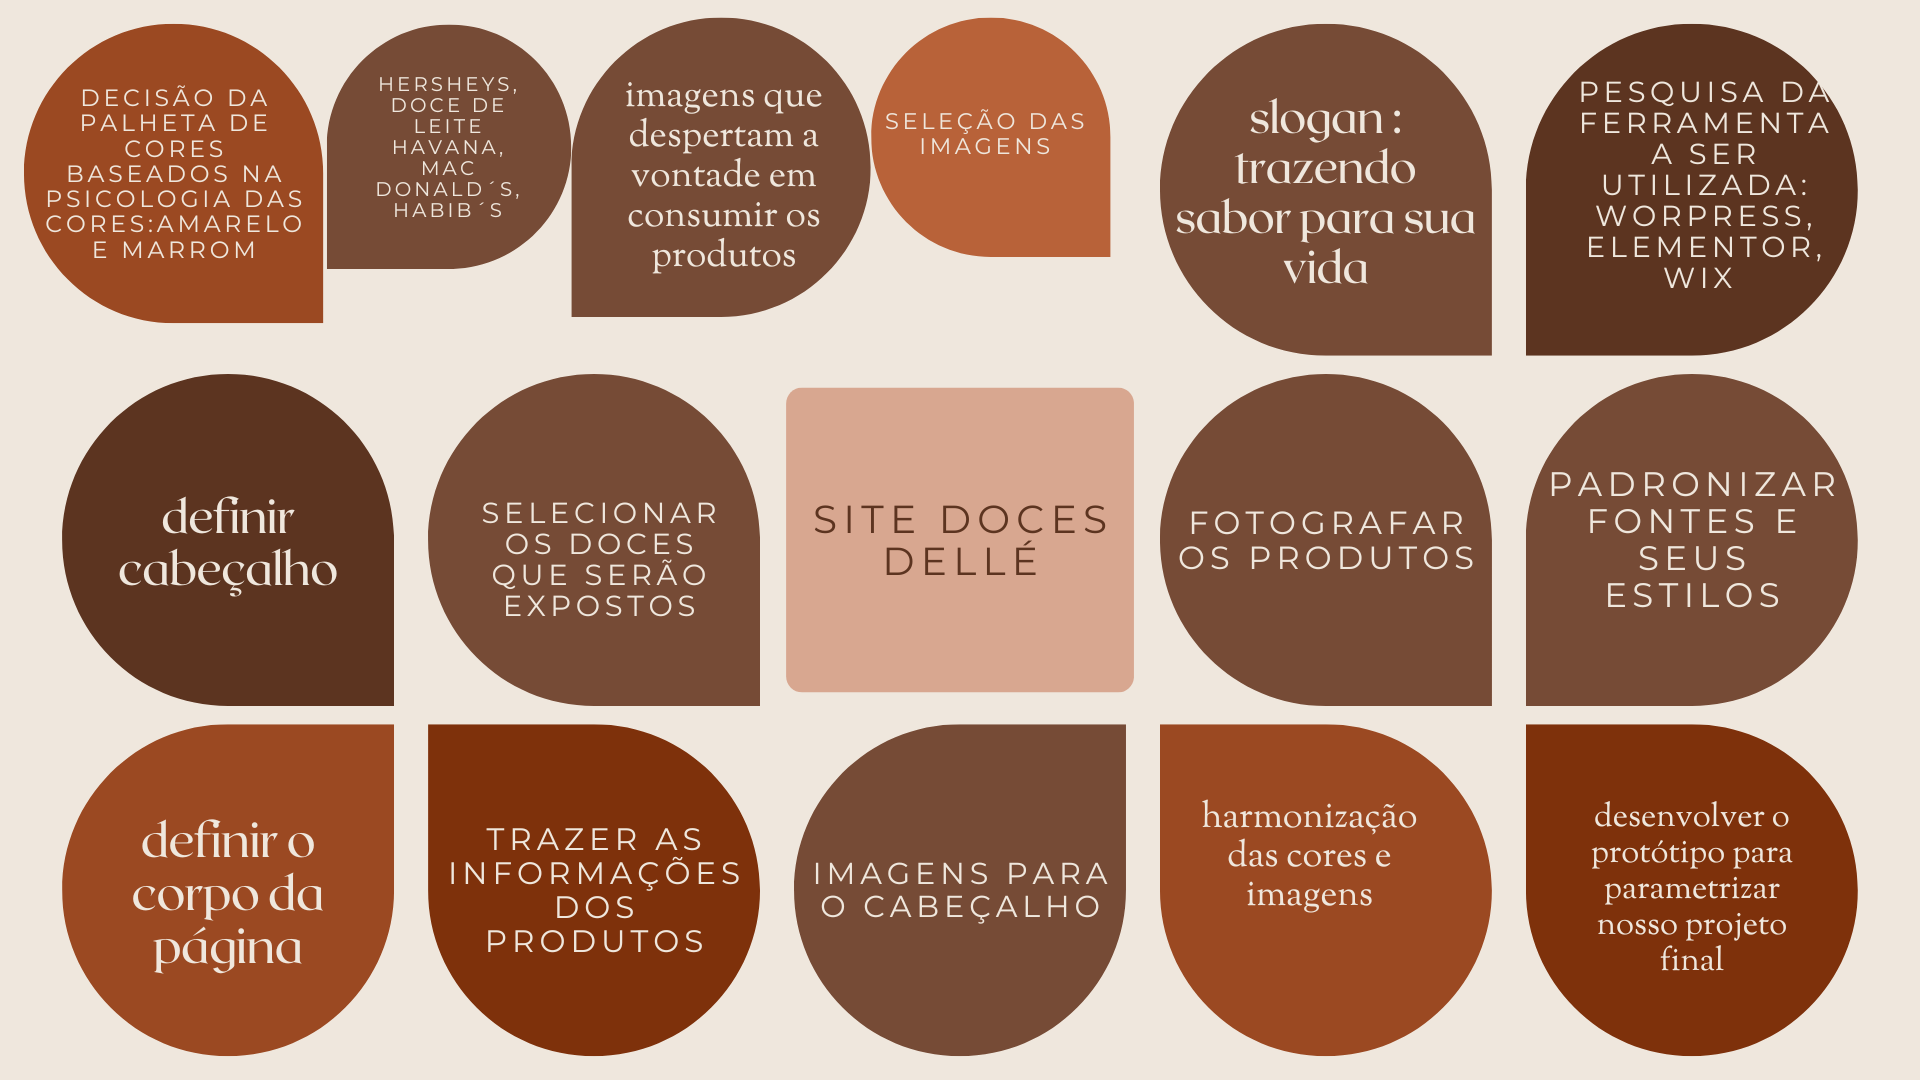 DECISÃO DA
PALHETA DE
CORES
BASEADOS NA
PSICOLOGIA DAS
CORES:AMARELO
E MARROM
HERSHEYS,
DOCE DE
LEITE
HAVANA,
MAC
DONALD´S,
HABIB´S
imagens que
despertam a
vontade em
consumir os
produtos
SELEÇÃO DAS
IMAGENS
slogan :
trazendo
sabor para sua
vida
PESQUISA DA
FERRAMENTA
A SER
UTILIZADA:
WORPRESS,
ELEMENTOR,
WIX
definir
cabeçalho
SELECIONAR
OS DOCES
QUE SERÃO
EXPOSTOS
SITE DOCES
DELLÉ
FOTOGRAFAR
OS PRODUTOS
PADRONIZAR
FONTES E
SEUS
ESTILOS
definir o
corpo da
página
TRAZER AS
INFORMAÇÕES
DOS
PRODUTOS
IMAGENS PARA
O CABEÇALHO
harmonização
das cores e
imagens
desenvolver o
protótipo para
parametrizar
nosso projeto
final